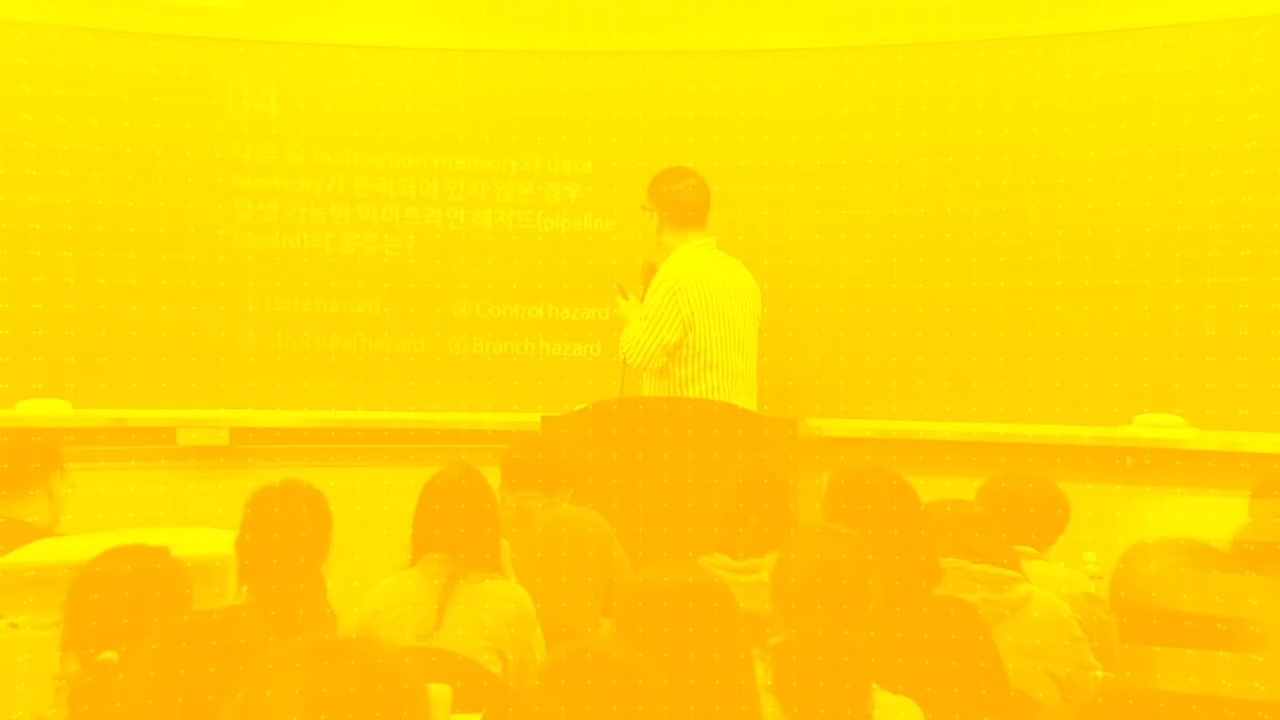 04
다음 중 Instruction memory와 data
memory가 분리되어 있지 않은 경우
발생 가능한 파이프라인 해저드(pipeline
hazard)의 종류는?
① Data hazard ② Control hazard
③ Structural hazard ④ Branch hazard